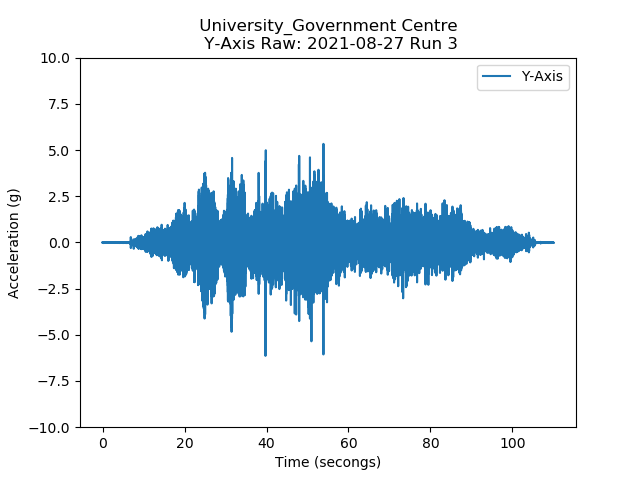 University_Government Centre
Y-Axis Raw: 2021-08-27 Run 3
10.0
7.5
5.0
2.5
0.0
−2.5
−5.0
−7.5
−10.0
Acceleration (g)
Y-Axis
0 20 40 60 80 100
Time (secongs)